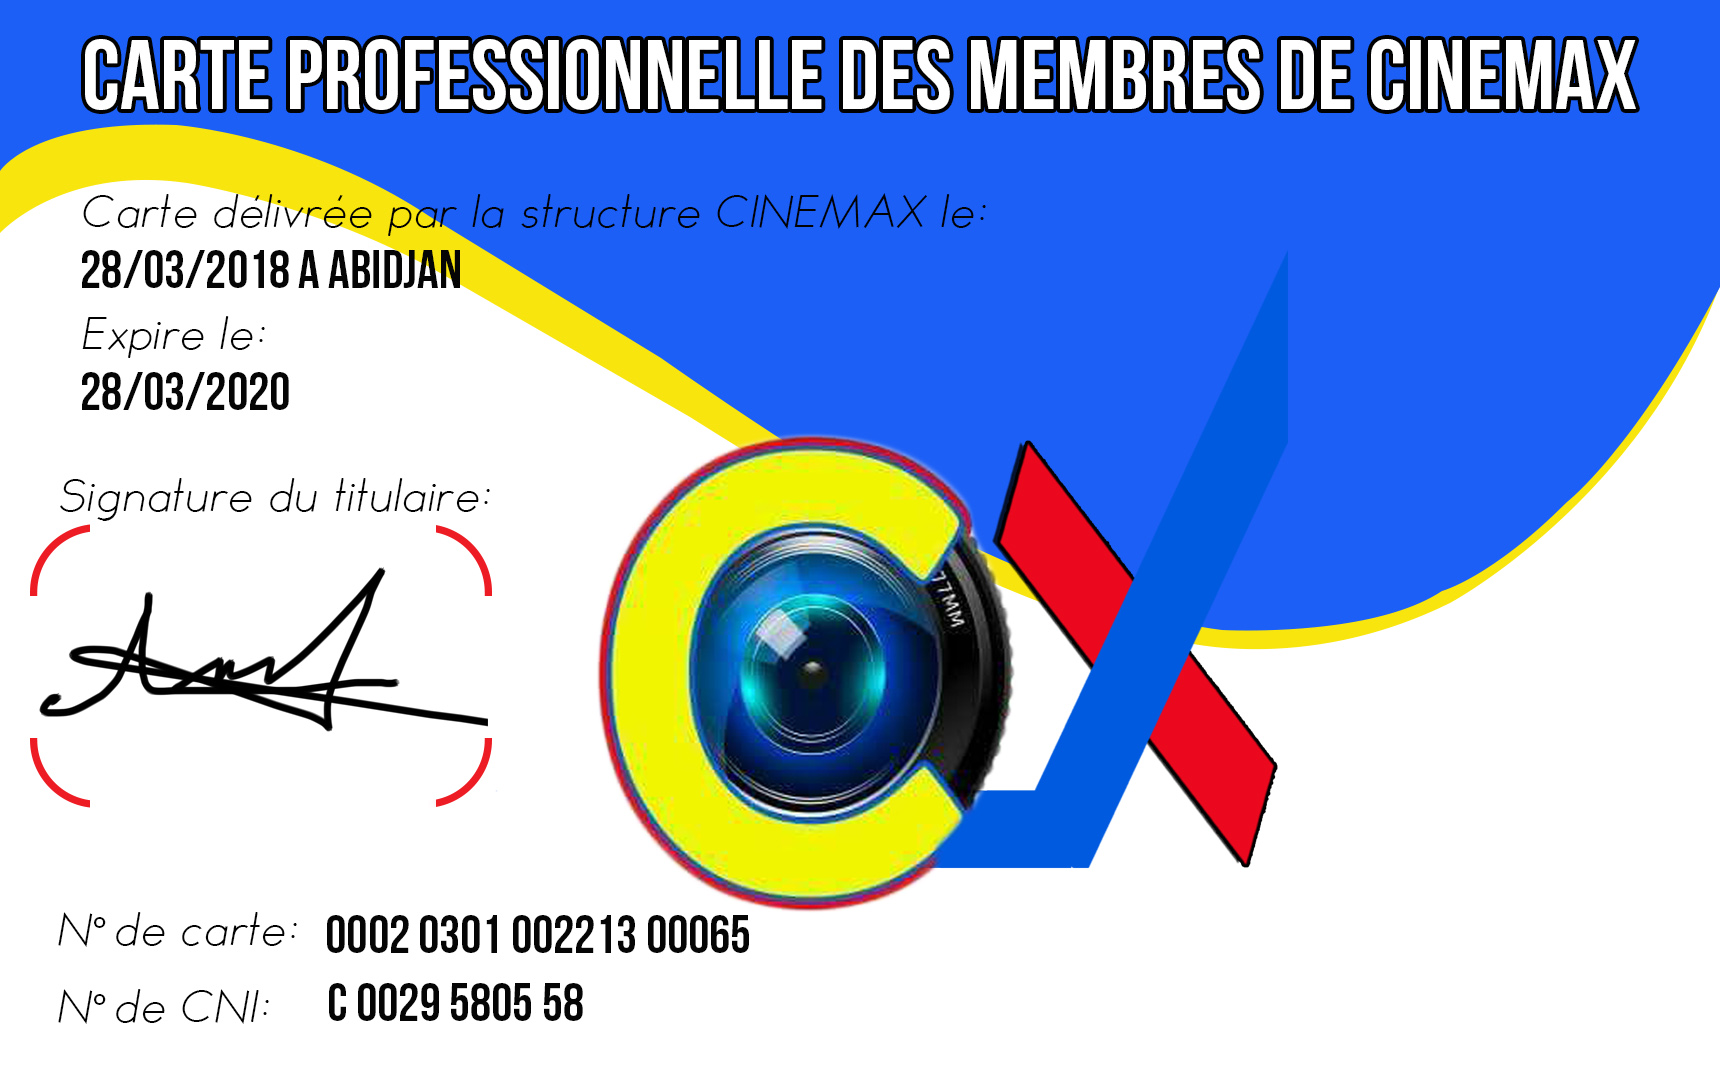 CARTE PROFESSIONNELLE DES MEMBRES DE CINEMAX
Carte délivrée par la structure CINEMAX le:
28/03/2018 A ABIDJAN
Expire le:
28/03/2020
Signature du titulaire:
77MM
N° de carte: 0002 0301 002213 00065
N° de CNI: C 0029 5805 58